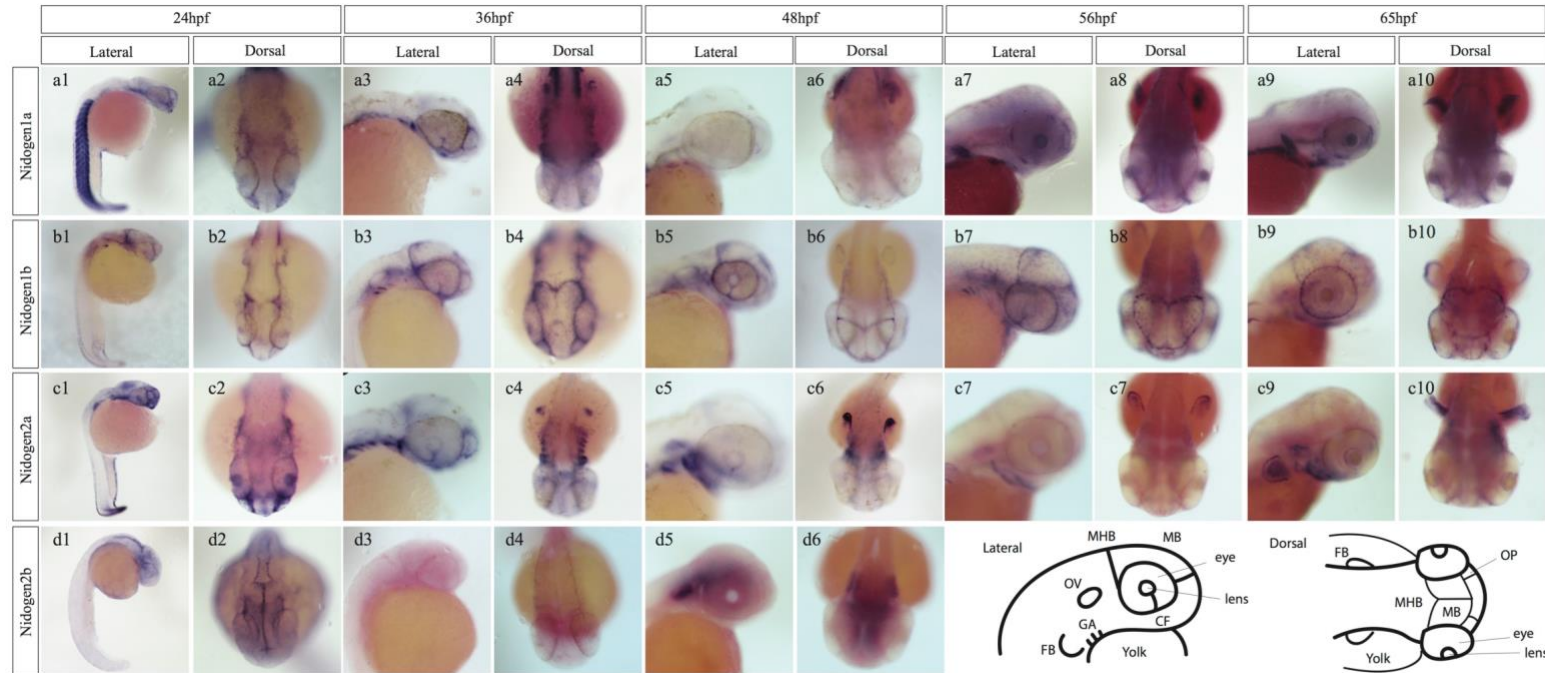 24hpf 36hpf 48hpf 56hpf 65hpf
Lateral Dorsal Lateral Dorsal Lateral Dorsal Lateral Dorsal Lateral Dorsal
Nidogen1a
a1 a2 a3 a4 a5 a6 a7 a8 a9 a10
Nidogen1b
b1 b2 b3 b4 b5 b6 b7 b8 b9 b10
Nidogen2a
c1 c2 c3 c4 c5 c6 c7 c7 c9 c10
Nidogen2b
d1 d2 d3 d4 d5 d6
Lateral
MHB
MB
eye
OV
lens
GA
CF
FB
Yolk
Dorsal
FB
OP
MHB
MB
eye
Yolk
lens